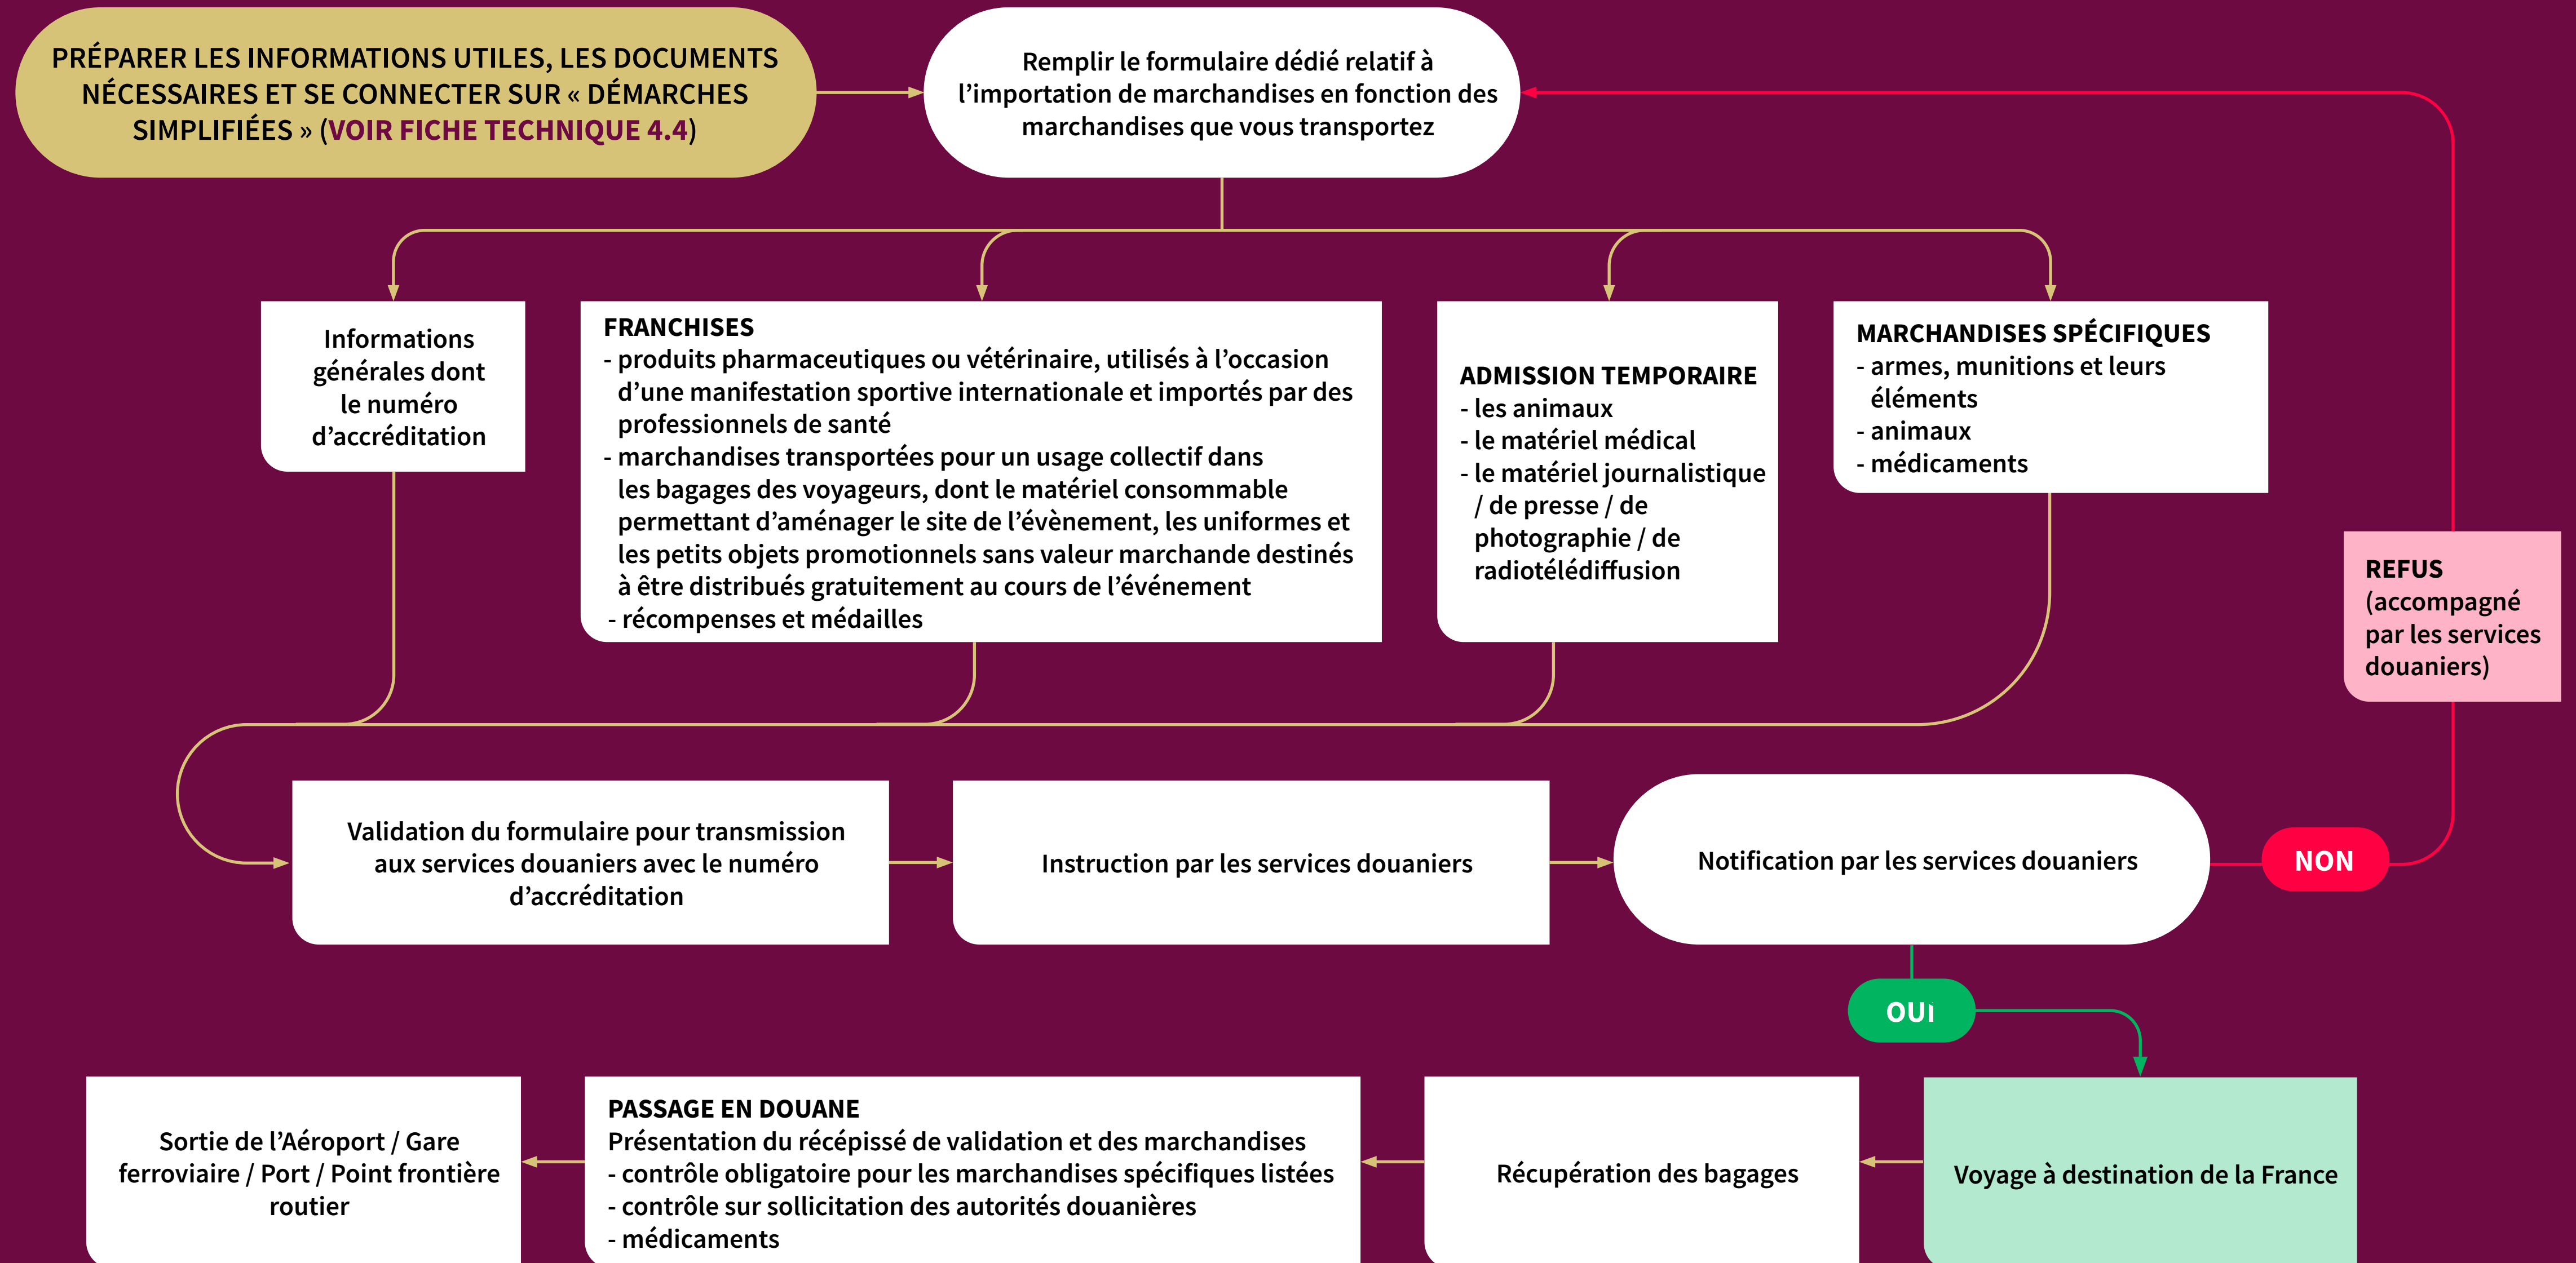 PRÉPARER LES INFORMATIONS UTILES, LES DOCUMENTS
NÉCESSAIRES ET SE CONNECTER SUR « DÉMARCHES
SIMPLIFIÉES » (VOIR FICHE TECHNIQUE 4.4)
Remplir le formulaire dédié relatif à
l’importation de marchandises en fonction des
marchandises que vous transportez
Informations
générales dont
le numéro
d’accréditation
FRANCHISES
- produits pharmaceutiques ou vétérinaire, utilisés à l’occasion
d’une manifestation sportive internationale et importés par des
professionnels de santé
- marchandises transportées pour un usage collectif dans
les bagages des voyageurs, dont le matériel consommable
permettant d’aménager le site de l’évènement, les uniformes et
les petits objets promotionnels sans valeur marchande destinés
à être distribués gratuitement au cours de l’événement
- récompenses et médailles
ADMISSION TEMPORAIRE
- les animaux
- le matériel médical
- le matériel journalistique
/ de presse / de
photographie / de
radiotélédiffusion
MARCHANDISES SPÉCIFIQUES
- armes, munitions et leurs
éléments
- animaux
- médicaments
REFUS
(accompagné
par les services
douaniers)
Validation du formulaire pour transmission
aux services douaniers avec le numéro
d’accréditation
Instruction par les services douaniers
Notification par les services douaniers
NON
OUI
Sortie de l’Aéroport / Gare
ferroviaire / Port / Point frontière
routier
PASSAGE EN DOUANE
Présentation du récépissé de validation et des marchandises
- contrôle obligatoire pour les marchandises spécifiques listées
- contrôle sur sollicitation des autorités douanières
- médicaments
Récupération des bagages
Voyage à destination de la France